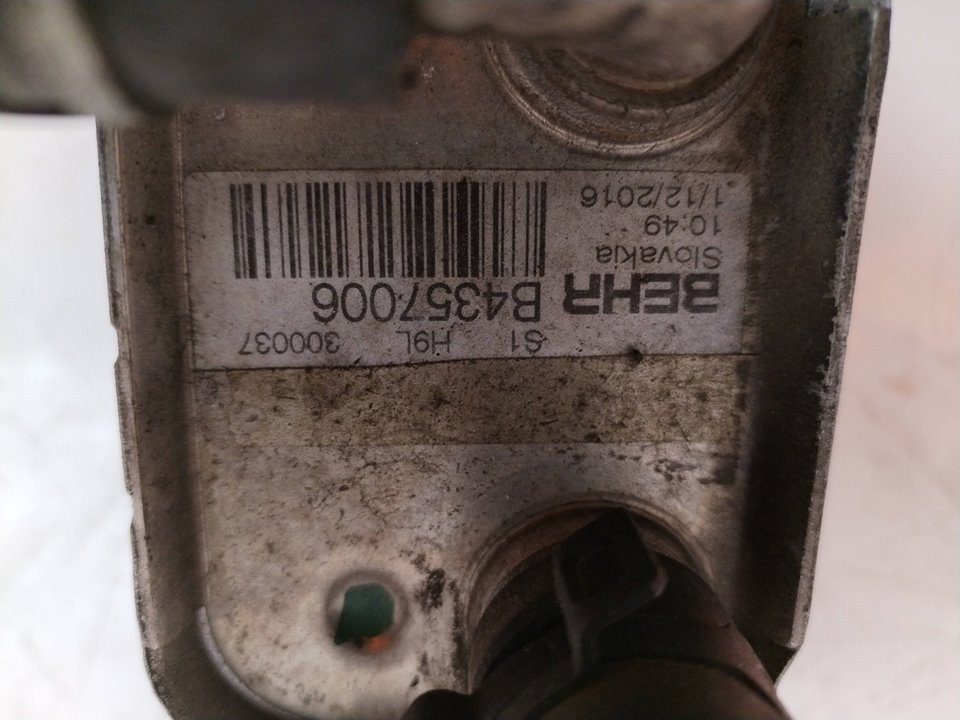 S1 H9L 300037
BEHR B4357006
Slovakia
10:49
1/12/2016